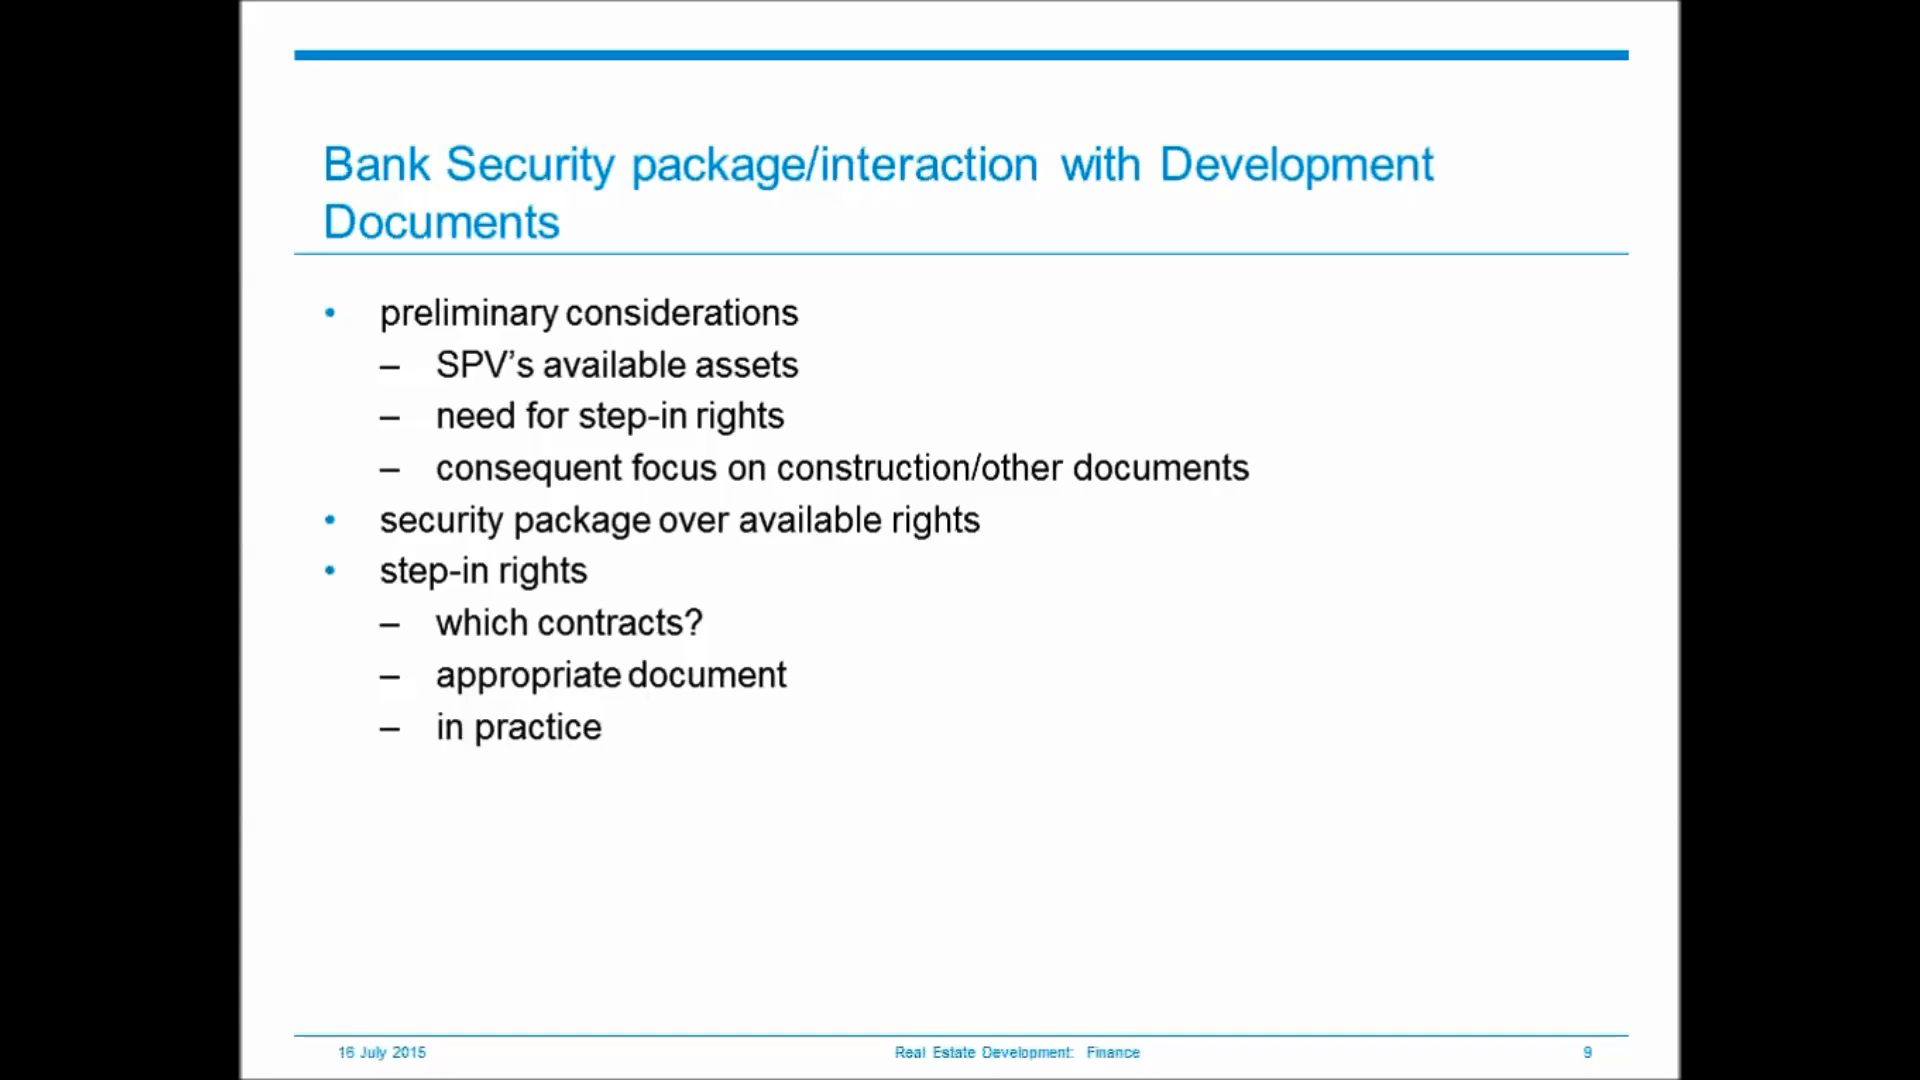 Bank Security package/interaction with Development
Documents
• preliminary considerations
– SPV's available assets
– need for step-in rights
– consequent focus on construction/other documents
• security package over available rights
• step-in rights
– which contracts?
– appropriate document
– in practice
16 July 2015 Real Estate Development: Finance 9